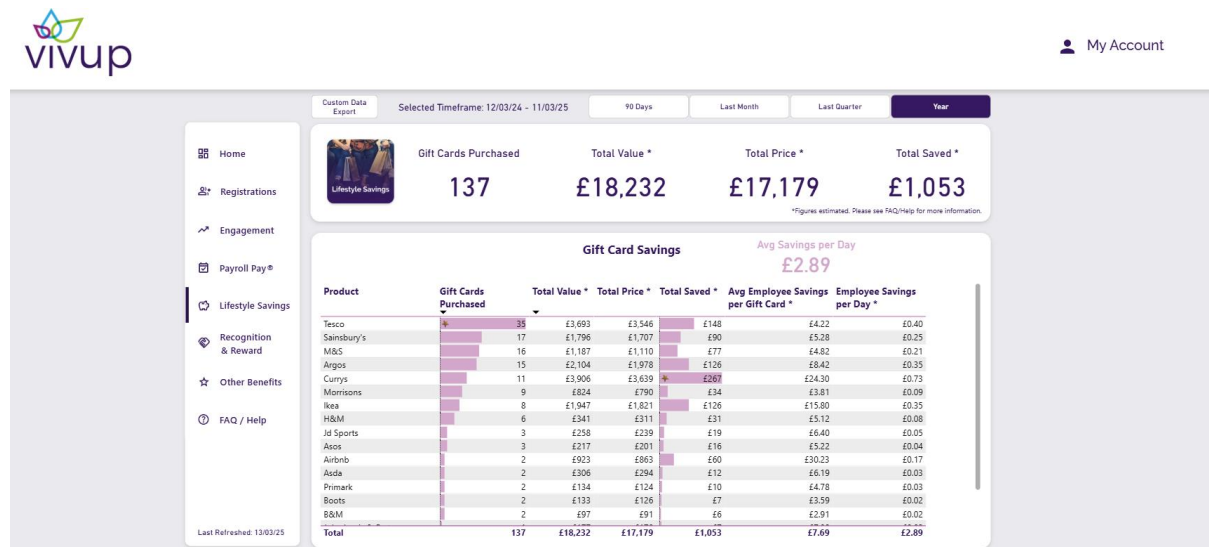 vivup
My Account
Custom Data Export
Selected Timeframe: 12/03/24 - 11/03/25
90 Days
Last Month
Last Quarter
Year
Home
Registrations
Engagement
Payroll Pay®
Lifestyle Savings
Recognition
& Reward
Other Benefits
FAQ / Help
Last Refreshed: 13/03/25
Lifestyle Savings
Gift Cards Purchased Total Value * Total Price * Total Saved *
137 £18,232 £17,179 £1,053
*Figures estimated. Please see FAQ/Help for more information.
Gift Card Savings
Avg Savings per Day
£2.89
Product Gift Cards Purchased Total Value * Total Price * Total Saved * Avg Employee Savings per Gift Card * Employee Savings per Day *
Tesco 35 £3,693 £3,546 £148 £4.22 £0.40
Sainsbury's 17 £1,796 £1,707 £90 £5.28 £0.25
M&S 16 £1,187 £1,110 £77 £4.82 £0.21
Argos 15 £2,104 £1,978 £126 £8.42 £0.35
Currys 11 £3,906 £3,639 £267 £24.30 £0.73
Morrisons 9 £824 £790 £34 £3.81 £0.09
Ikea 8 £1,947 £1,821 £126 £15.80 £0.35
H&M 6 £341 £311 £31 £5.12 £0.08
Jd Sports 3 £258 £239 £19 £6.40 £0.05
Asos 3 £217 £201 £16 £5.22 £0.04
Airbnb 2 £923 £863 £60 £30.23 £0.17
Asda 2 £306 £294 £12 £6.19 £0.03
Primark 2 £134 £124 £10 £4.78 £0.03
Boots 2 £133 £126 £7 £3.59 £0.02
B&M 2 £97 £91 £6 £2.91 £0.02
Total 137 £18,232 £17,179 £1,053 £7.69 £2.89